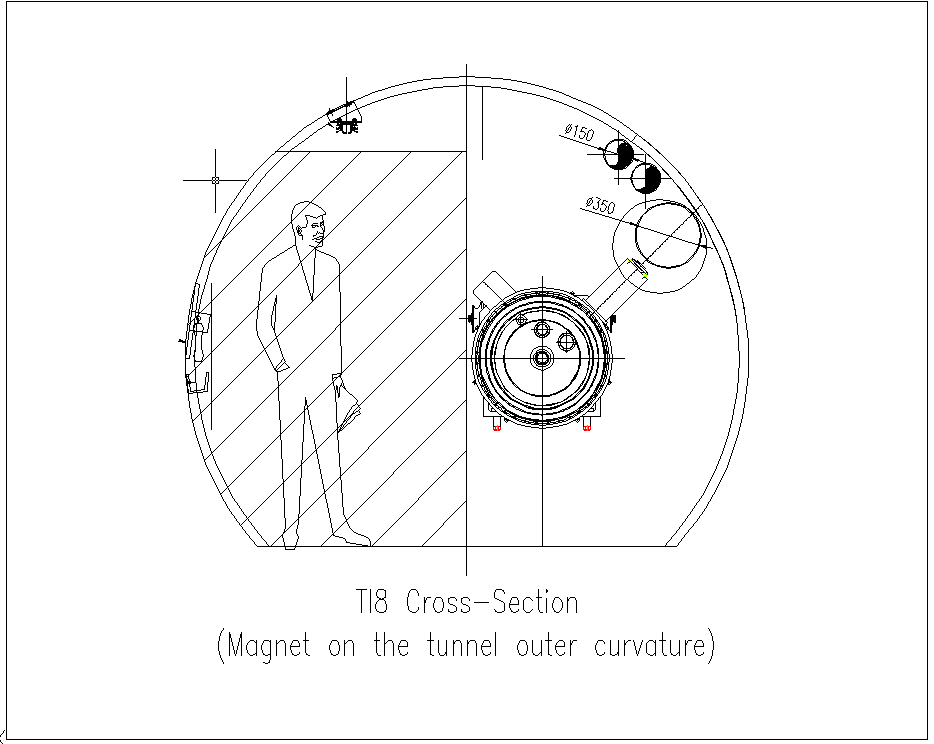 ø150
ø350
TI8 Cross-Section
(Magnet on the tunnel outer curvature)